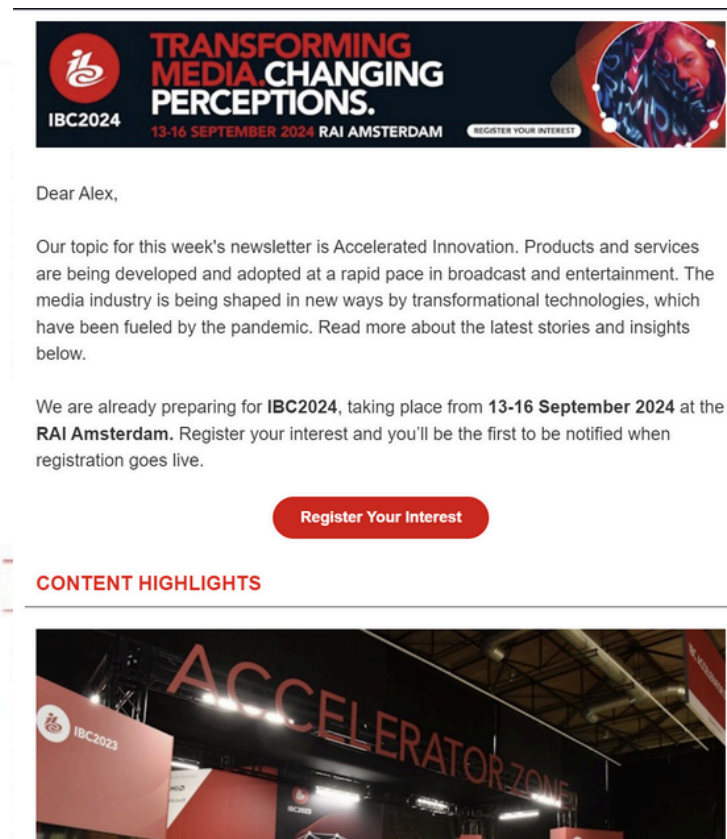 TRANSFORMING
MEDIA.CHANGING
PERCEPTIONS.
IBC2024
13-16 SEPTEMBER 2024 RAI AMSTERDAM
REGISTER YOUR INTEREST
Dear Alex,
Our topic for this week's newsletter is Accelerated Innovation. Products and services
are being developed and adopted at a rapid pace in broadcast and entertainment. The
media industry is being shaped in new ways by transformational technologies, which
have been fueled by the pandemic. Read more about the latest stories and insights
below.
We are already preparing for IBC2024, taking place from 13-16 September 2024 at the
RAI Amsterdam. Register your interest and you'll be the first to be notified when
registration goes live.
Register Your Interest
CONTENT HIGHLIGHTS
ACCELERATOR ZONE
IBC2023
IBC2023